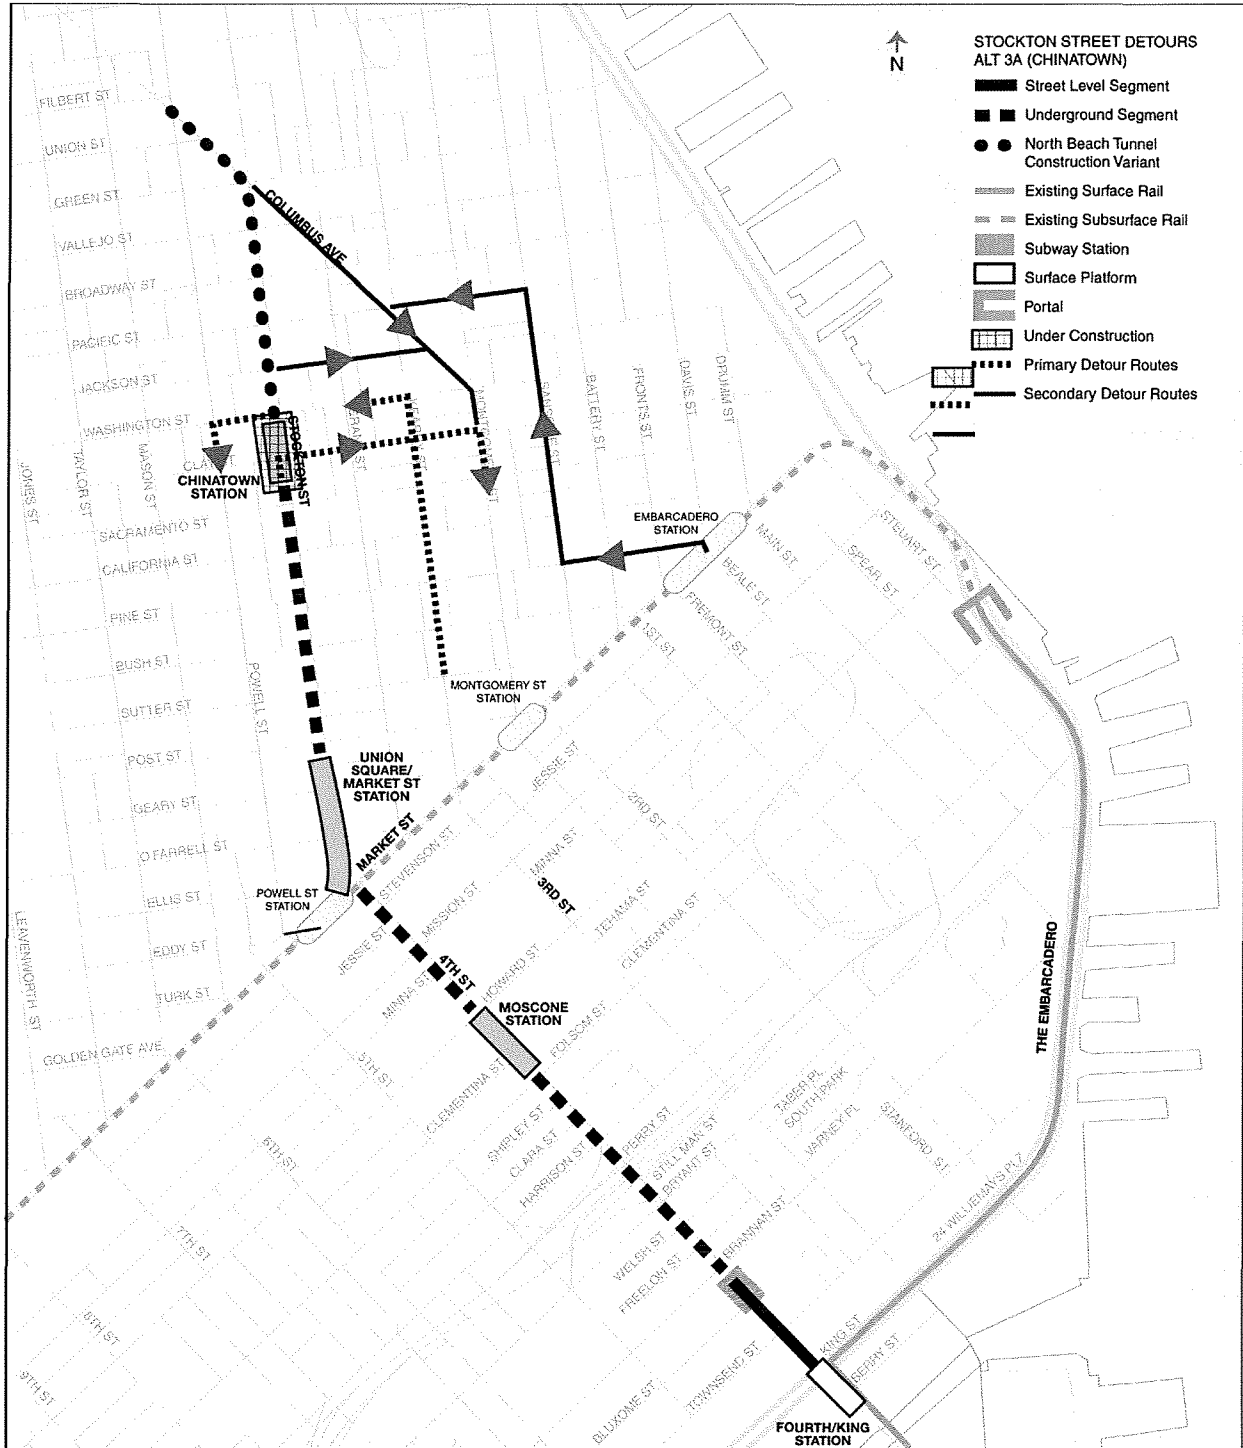 N
STOCKTON STREET DETOURS
ALT 3A (CHINATOWN)
Street Level Segment
Underground Segment
North Beach Tunnel
Construction Variant
Existing Surface Rail
Existing Subsurface Rail
Subway Station
Surface Platform
Portal
Under Construction
Primary Detour Routes
Secondary Detour Routes
FILBERT ST
UNION ST
GREEN ST
VALLEJO ST
BROADWAY ST
PACIFIC ST
JACKSON ST
WASHINGTON ST
COLUMBUS AVE
STOCKTON ST
CHINATOWN
STATION
JONES ST
TAYLOR ST
MASON ST
SACRAMENTO ST
CALIFORNIA ST
PINE ST
BUSH ST
SUTTER ST
POST ST
GEARY ST
O'FARRELL ST
ELLIS ST
EDDY ST
TURK ST
GOLDEN GATE AVE
LEAVENWORTH ST
POWELL ST
BATTERY ST
FRONT ST
DAVIS ST
DRUMM ST
EMBARCADERO
STATION
MAIN ST
BEALE ST
FREMONT ST
1ST ST
SPEAR ST
STEUART ST
MONTGOMERY ST
STATION
UNION
SQUARE/
MARKET ST
STATION
MARKET ST
POWELL ST
STATION
STEVENSON ST
JESSIE ST
MISSION ST
MINNA ST
JESSIE ST
2ND ST
MINNA ST
3RD ST
TEHAMA ST
CLEMENTINA ST
4TH ST
HOWARD ST
MOSCONE
STATION
FOLSOM ST
5TH ST
CLEMENTINA ST
SHIPLEY ST
CLARA ST
HARRISON ST
PERRY ST
STILL MAN ST
BRYANT ST
TABER PL
SOUTH PARK
VARNEY PL
STANFORD ST
THE EMBARCADERO
24 WILLIE MAYS PLZ
6TH ST
7TH ST
8TH ST
9TH ST
WELSH ST
FREELON ST
BRANNAN ST
BLUXOME ST
TOWNSEND ST
KING ST
BERRY ST
FOURTH/KING
STATION